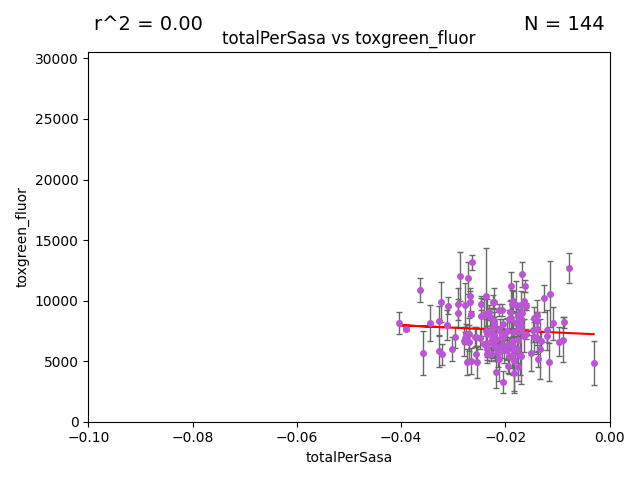 r^2 = 0.00
N = 144
totalPerSasa vs toxgreen_fluor
30000
25000
20000
15000
10000
5000
0
toxgreen_fluor
−0.10
−0.08
−0.06
−0.04
−0.02
0.00
totalPerSasa